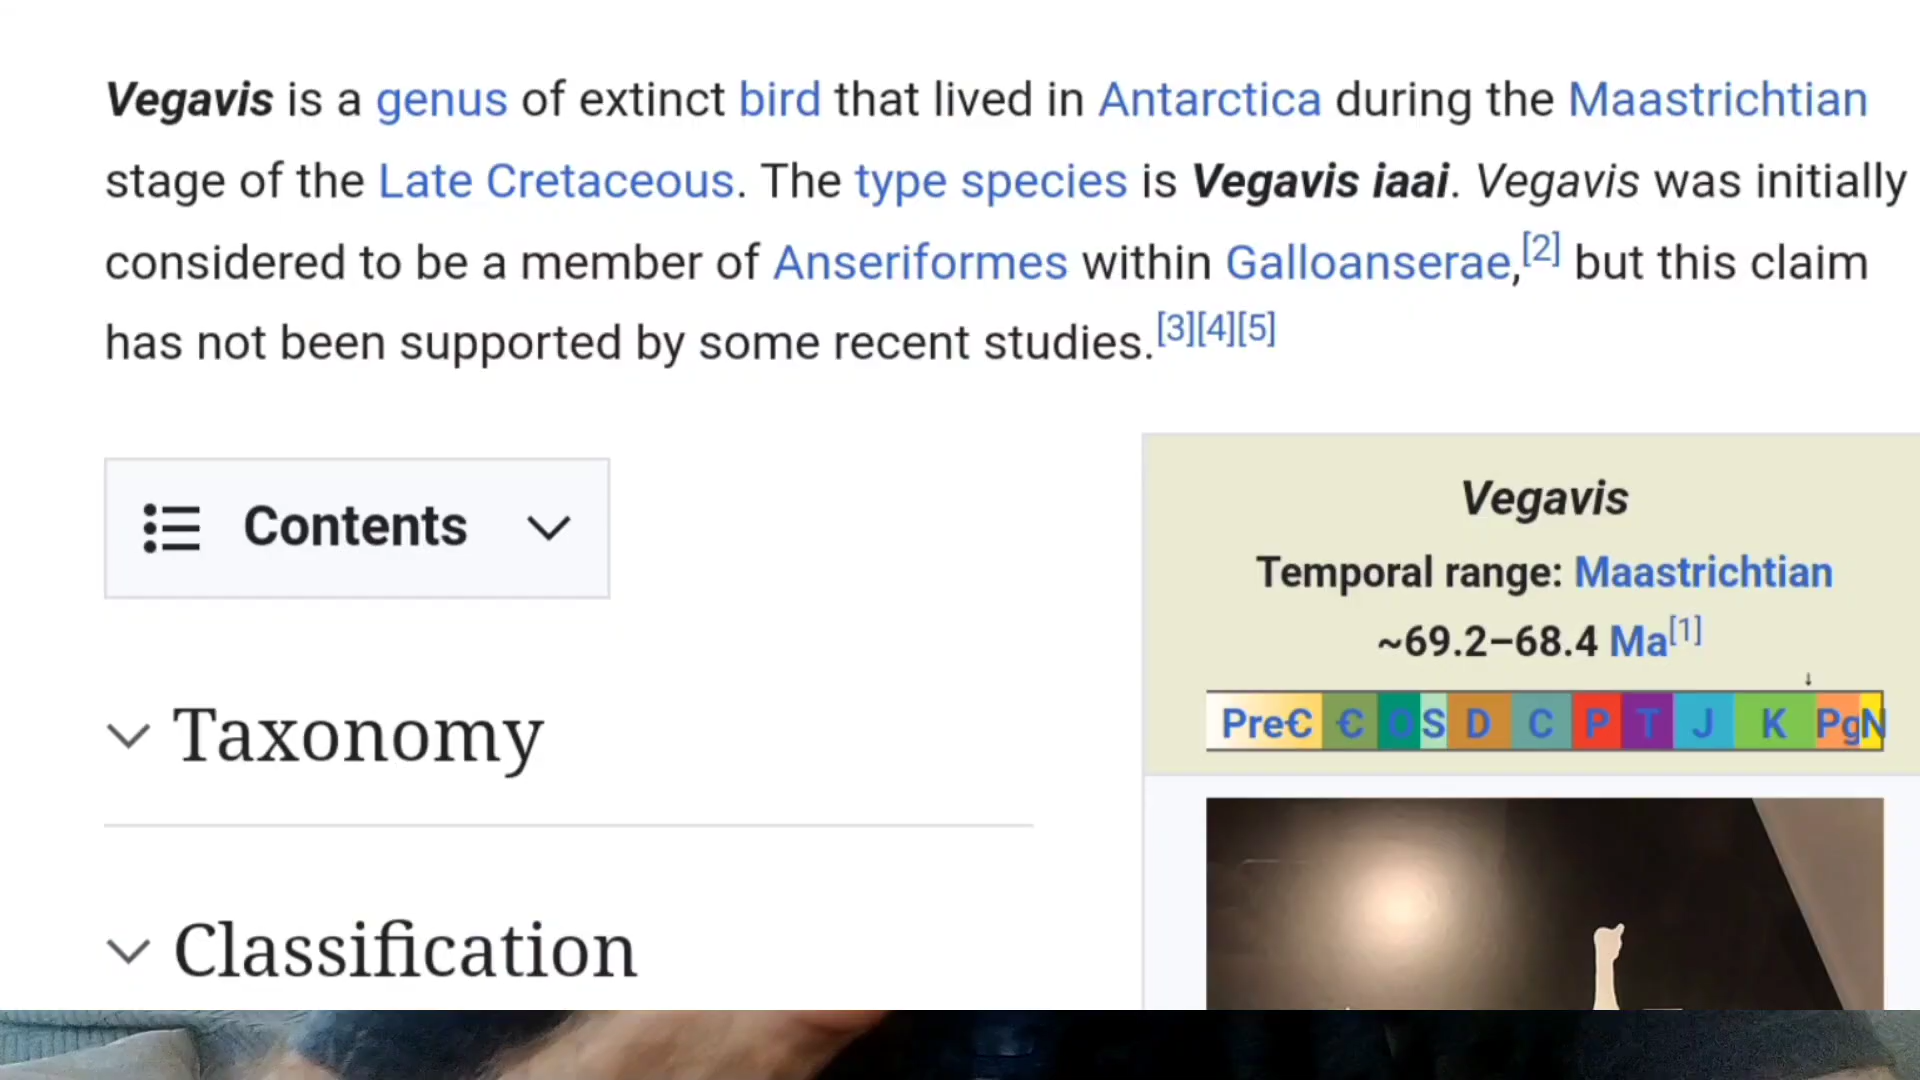 Vegavis is a genus of extinct bird that lived in Antarctica during the Maastrichtian
stage of the Late Cretaceous. The type species is Vegavis iaai. Vegavis was initially
considered to be a member of Anseriformes within Galloanserae,[2] but this claim
has not been supported by some recent studies.[3][4][5]
Contents
Vegavis
Temporal range: Maastrichtian
~69.2–68.4 Ma[1]
↓
PreꞒ Ꞓ O S D C P T J K Pg N
Taxonomy
Classification